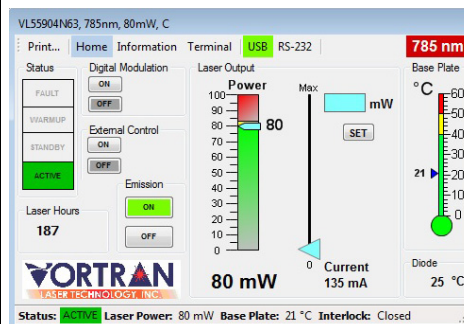 VL55904N63, 785nm, 80mW, C
Print... Home Information Terminal USB RS-232 785 nm
Status Digital Modulation Laser Output Base Plate
FAULT
WARMUP
STANDBY
ACTIVE
ON
OFF
External Control
ON
OFF
Emission
ON
OFF
Laser Hours
187
VORTRAN
LASER TECHNOLOGY, INC.
Power
100
90
80
70
60
50
40
30
20
10
0
80
80 mW
Max
0
mW
SET
Current
135 mA
°C
60
50
40
30
20
10
0
21
Diode
25 °C
Status: ACTIVE Laser Power: 80 mW Base Plate: 21 °C Interlock: Closed